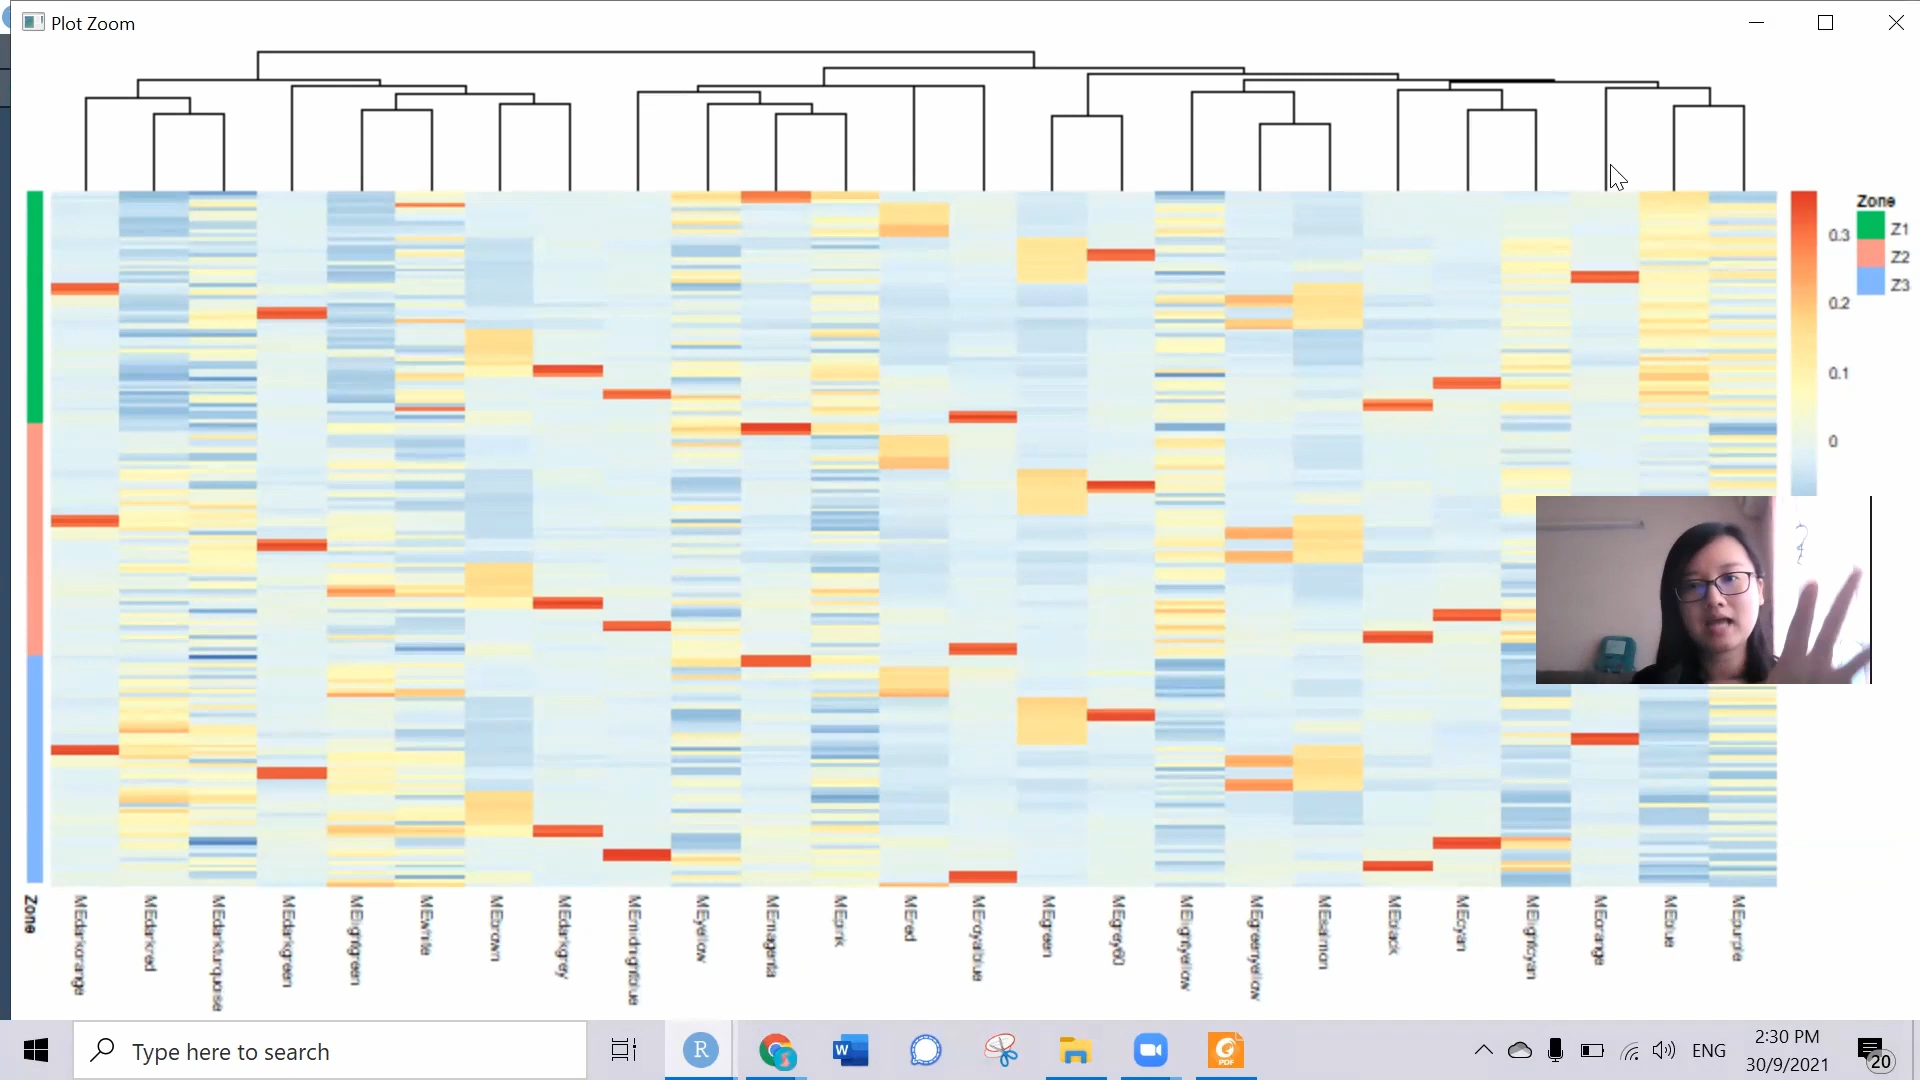 Plot Zoom
Zone
Z1
Z2
Z3
0.3
0.2
0.1
0
Zone
MEdarkorange
MEdarkred
MEdarkturquoise
MEdarkgreen
MElightgreen
MEwhite
MEbrown
MEdarkgrey
MEmidnightblue
MEyellow
MEmagenta
MEpink
MEred
MEroyalblue
MEgreen
MEgrey60
MElightyellow
MEgreenyellow
MEsalmon
MEblack
MEcyan
MElightcyan
MEorange
MEblue
MEpurple
Type here to search
R
W
PDF
ENG
2:30 PM
30/9/2021
20